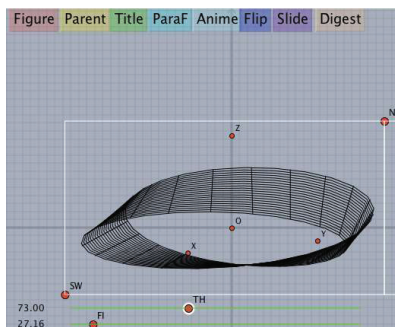 Figure Parent Title ParaF Anime Flip Slide Digest
N
Z
O
Y
X
SW
73.00 TH
27.16 FI